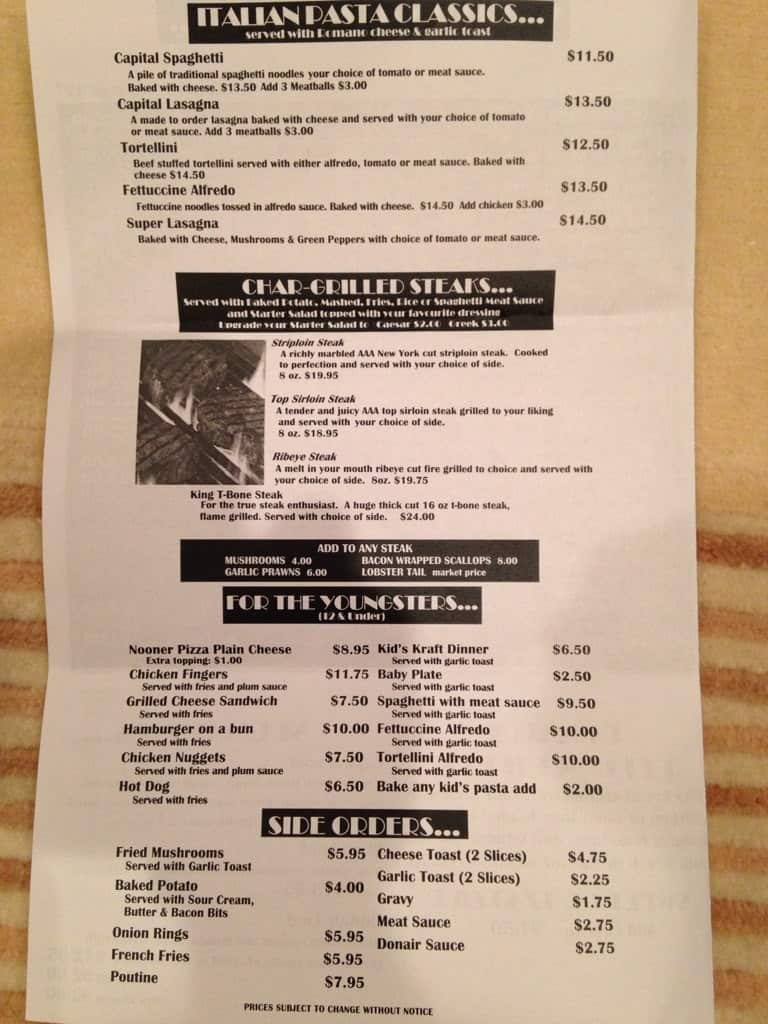 ITALIAN PASTA CLASSICS...
served with Romano cheese & garlic toast
Capital Spaghetti $11.50
A pile of traditional spaghetti noodles your choice of tomato or meat sauce.
Baked with cheese. $13.50 Add 3 Meatballs $3.00
Capital Lasagna $13.50
A made to order lasagna baked with cheese and served with your choice of tomato
or meat sauce. Add 3 meatballs $3.00
Tortellini $12.50
Beef stuffed tortellini served with either alfredo, tomato or meat sauce. Baked with
cheese $14.50
Fettuccine Alfredo $13.50
Fettuccine noodles tossed in alfredo sauce. Baked with cheese. $14.50 Add chicken $3.00
Super Lasagna $14.50
Baked with Cheese, Mushrooms & Green Peppers with choice of tomato or meat sauce.
CHAR-GRILLED STEAKS...
Served with Baked Potato, Mashed, Fries, Rice or Spaghetti Meat Sauce
and Starter Salad topped with your favourite dressing
Upgrade your Starter Salad to Caesar $2.00 Greek $3.00
Striploin Steak
A richly marbled AAA New York cut striploin steak. Cooked
to perfection and served with your choice of side.
8 oz. $19.95
Top Sirloin Steak
A tender and juicy AAA top sirloin steak grilled to your liking
and served with your choice of side.
8 oz. $18.95
Ribeye Steak
A melt in your mouth ribeye cut fire grilled to choice and served with
your choice of side. 8oz. $19.75
King T-Bone Steak
For the true steak enthusiast. A huge thick cut 16 oz t-bone steak,
flame grilled. Served with choice of side. $24.00
ADD TO ANY STEAK
MUSHROOMS 4.00 BACON WRAPPED SCALLOPS 8.00
GARLIC PRAWNS 6.00 LOBSTER TAIL market price
FOR THE YOUNGSTERS...
(12 & Under)
Nooner Pizza Plain Cheese $8.95 Kid's Kraft Dinner $6.50
Extra topping: $1.00 Served with garlic toast
Chicken Fingers $11.75 Baby Plate $2.50
Served with fries and plum sauce Served with garlic toast
Grilled Cheese Sandwich $7.50 Spaghetti with meat sauce $9.50
Served with fries Served with garlic toast
Hamburger on a bun $10.00 Fettuccine Alfredo $10.00
Served with fries Served with garlic toast
Chicken Nuggets $7.50 Tortellini Alfredo $10.00
Served with fries and plum sauce Served with garlic toast
Hot Dog $6.50 Bake any kid's pasta add $2.00
Served with fries
SIDE ORDERS...
Fried Mushrooms $5.95 Cheese Toast (2 Slices) $4.75
Served with Garlic Toast Garlic Toast (2 Slices) $2.25
Baked Potato $4.00 Gravy $1.75
Served with Sour Cream,
Butter & Bacon Bits Meat Sauce $2.75
Onion Rings $5.95 Donair Sauce $2.75
French Fries $5.95
Poutine $7.95
PRICES SUBJECT TO CHANGE WITHOUT NOTICE